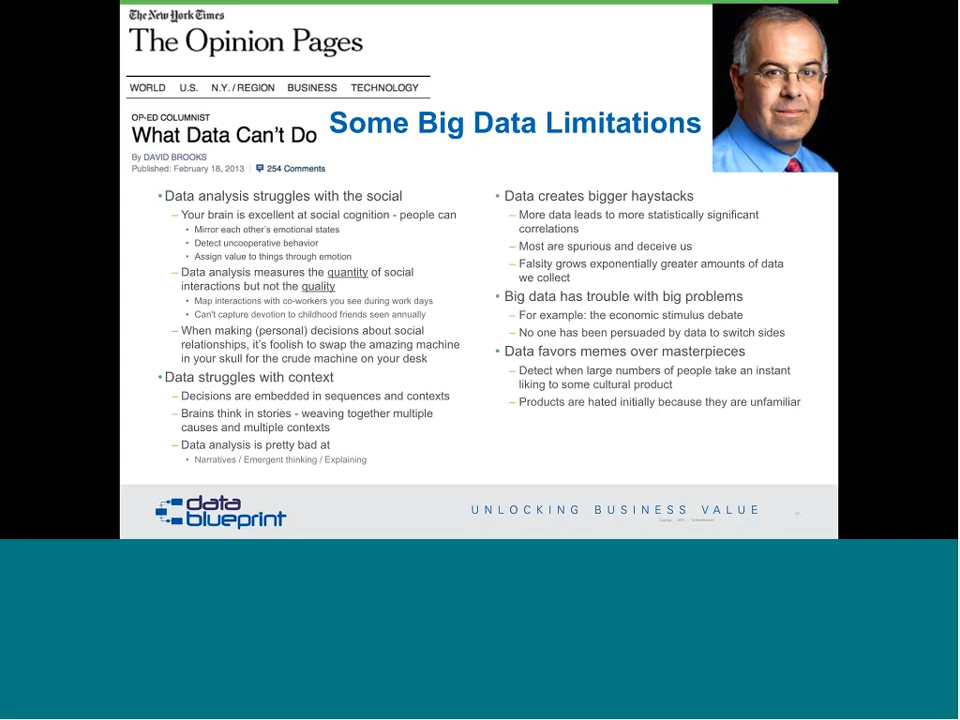 The New York Times
The Opinion Pages
WORLD U.S. N.Y. / REGION BUSINESS TECHNOLOGY
OP-ED COLUMNIST
What Data Can't Do
By DAVID BROOKS
Published: February 18, 2013 254 Comments
Some Big Data Limitations
• Data analysis struggles with the social
– Your brain is excellent at social cognition - people can
• Mirror each other's emotional states
• Detect uncooperative behavior
• Assign value to things through emotion
– Data analysis measures the quantity of social
interactions but not the quality
• Map interactions with co-workers you see during work days
• Can't capture devotion to childhood friends seen annually
– When making (personal) decisions about social
relationships, it's foolish to swap the amazing machine
in your skull for the crude machine on your desk
• Data struggles with context
– Decisions are embedded in sequences and contexts
– Brains think in stories - weaving together multiple
causes and multiple contexts
– Data analysis is pretty bad at
• Narratives / Emergent thinking / Explaining
• Data creates bigger haystacks
– More data leads to more statistically significant
correlations
– Most are spurious and deceive us
– Falsity grows exponentially greater amounts of data
we collect
• Big data has trouble with big problems
– For example: the economic stimulus debate
– No one has been persuaded by data to switch sides
• Data favors memes over masterpieces
– Detect when large numbers of people take an instant
liking to some cultural product
– Products are hated initially because they are unfamiliar
data
blueprint
UNLOCKING BUSINESS VALUE